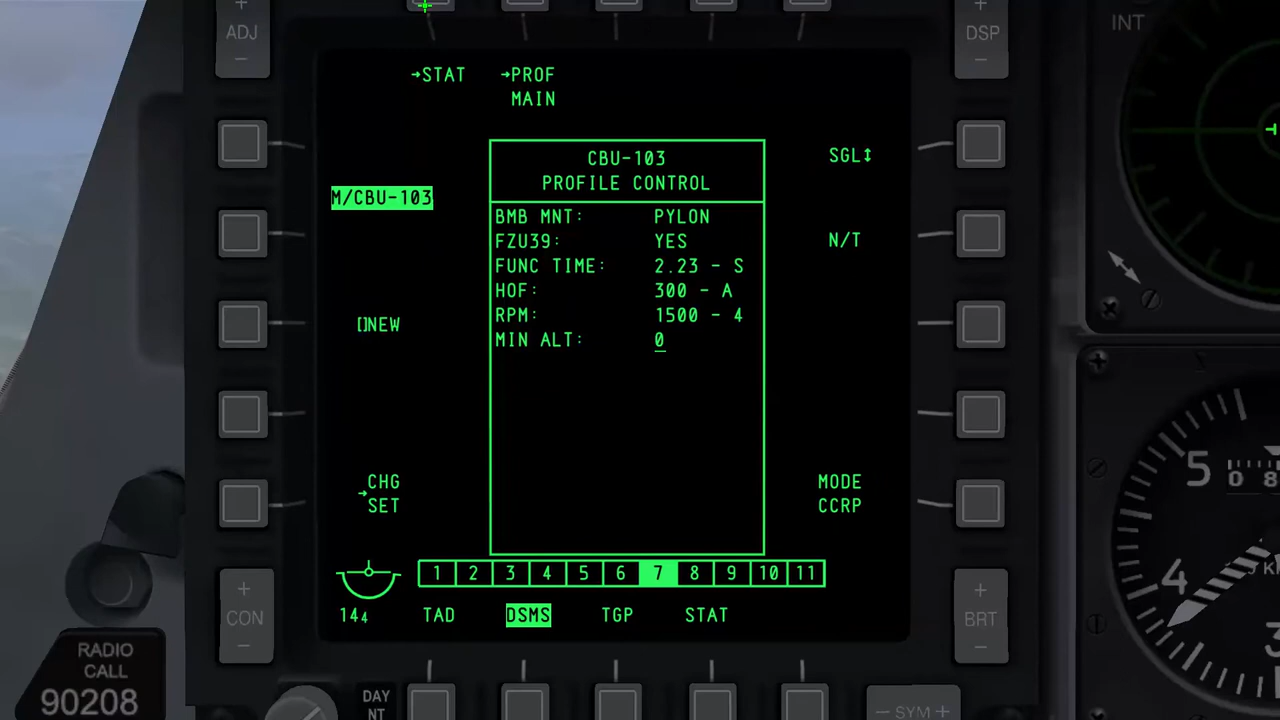 ADJ
DSP
INT
→STAT
→PROF
MAIN
CBU-103
PROFILE CONTROL
SGL↕
M/CBU-103
BMB MNT: PYLON
FZU39: YES
N/T
FUNC TIME: 2.23 - S
HOF: 300 - A
RPM: 1500 - 4
[]NEW
MIN ALT: 0
→CHG
SET
MODE
CCRP
5
0 8
4
3
1 2 3 4 5 6 7 8 9 10 11
144
TAD DSMS TGP STAT
+
CON
-
+
BRT
-
RADIO
CALL
90208
DAY
NT
- SYM +